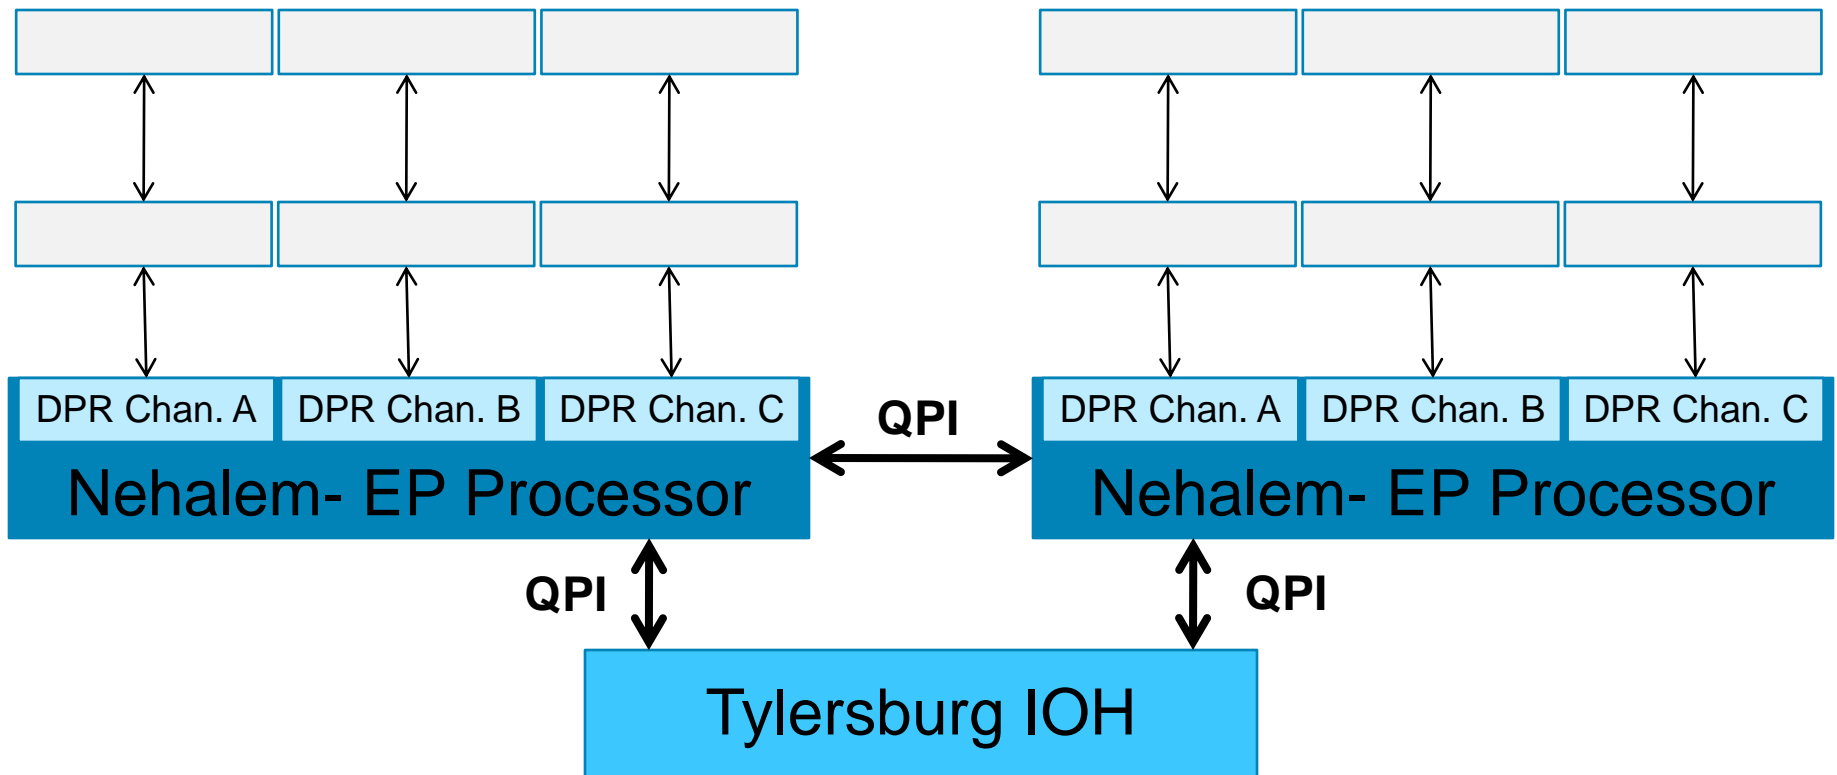 DPR Chan. A DPR Chan. B DPR Chan. C
Nehalem- EP Processor
QPI
DPR Chan. A DPR Chan. B DPR Chan. C
Nehalem- EP Processor
QPI
QPI
Tylersburg IOH